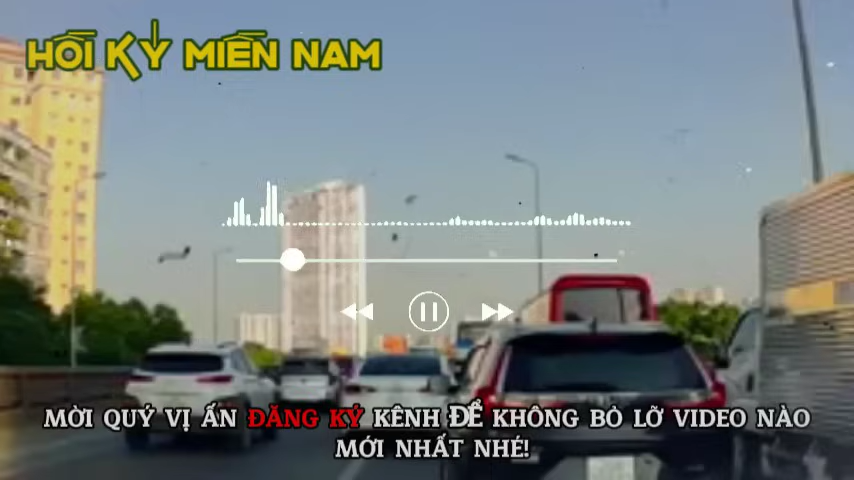 HỒI KÝ MIỀN NAM
MỜI QUÝ VỊ ẤN ĐĂNG KÝ KÊNH ĐỂ KHÔNG BỎ LỠ VIDEO NÀO
MỚI NHẤT NHÉ!